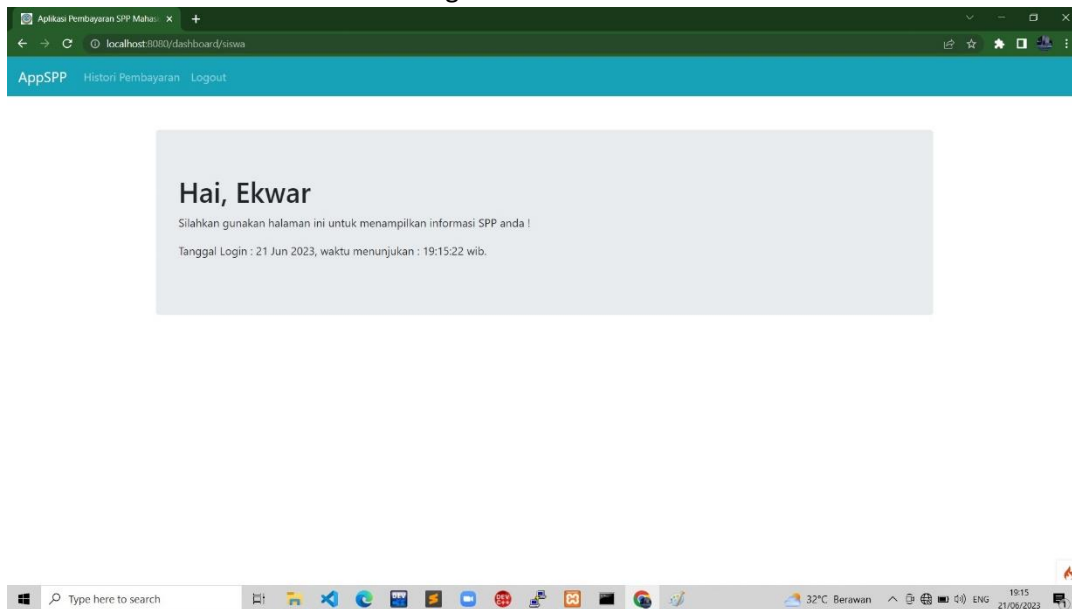 Aplikasi Pembayaran SPP Mahasi
localhost:8080/dashboard/siswa
AppSPP Histori Pembayaran Logout
Hai, Ekwar
Silahkan gunakan halaman ini untuk menampilkan informasi SPP anda !
Tanggal Login : 21 Jun 2023, waktu menunjukan : 19:15:22 wib.
Type here to search
32°C Berawan
ENG
19:15
21/06/2023